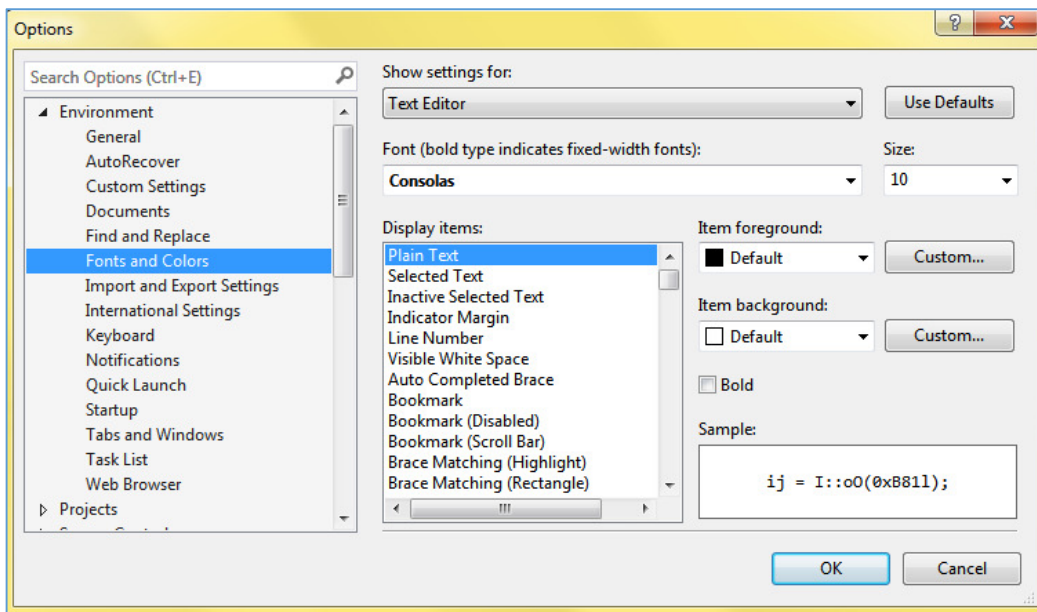 Options
Search Options (Ctrl+E)
Environment
General
AutoRecover
Custom Settings
Documents
Find and Replace
Fonts and Colors
Import and Export Settings
International Settings
Keyboard
Notifications
Quick Launch
Startup
Tabs and Windows
Task List
Web Browser
Projects
Show settings for:
Text Editor
Use Defaults
Font (bold type indicates fixed-width fonts):
Size:
Consolas
10
Display items:
Plain Text
Selected Text
Inactive Selected Text
Indicator Margin
Line Number
Visible White Space
Auto Completed Brace
Bookmark
Bookmark (Disabled)
Bookmark (Scroll Bar)
Brace Matching (Highlight)
Brace Matching (Rectangle)
Item foreground:
Default
Custom...
Item background:
Default
Custom...
Bold
Sample:
ij = I::oO(0xB81l);
OK
Cancel